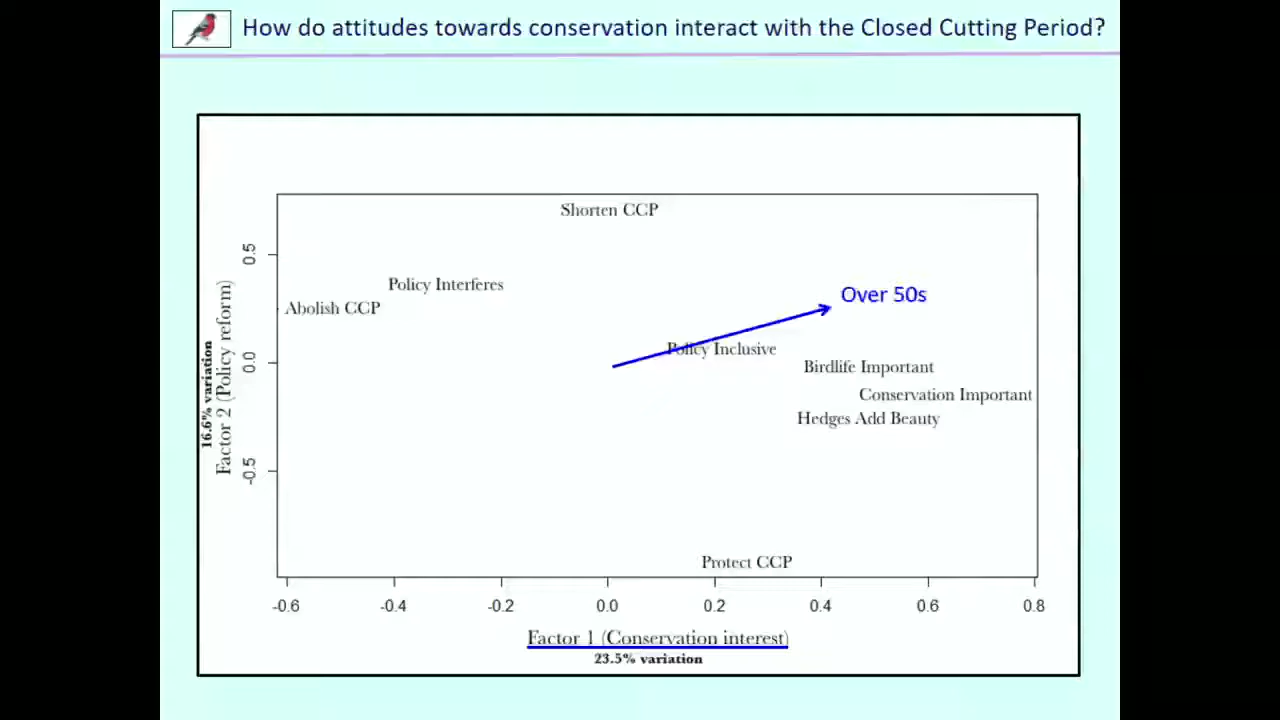 How do attitudes towards conservation interact with the Closed Cutting Period?
Shorten CCP
Policy Interferes
Abolish CCP
Over 50s
Policy Inclusive
Birdlife Important
Conservation Important
Hedges Add Beauty
Protect CCP
0.5
0.0
-0.5
Factor 2 (Policy reform)
16.6% variation
-0.6 -0.4 -0.2 0.0 0.2 0.4 0.6 0.8
Factor 1 (Conservation interest)
23.5% variation